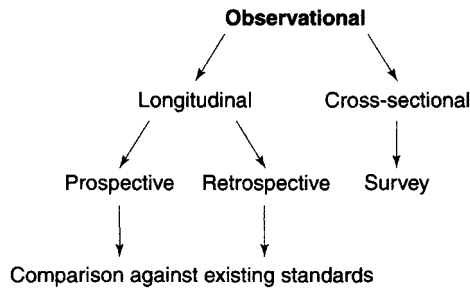 Observational
Longitudinal Cross-sectional
Prospective Retrospective Survey
Comparison against existing standards